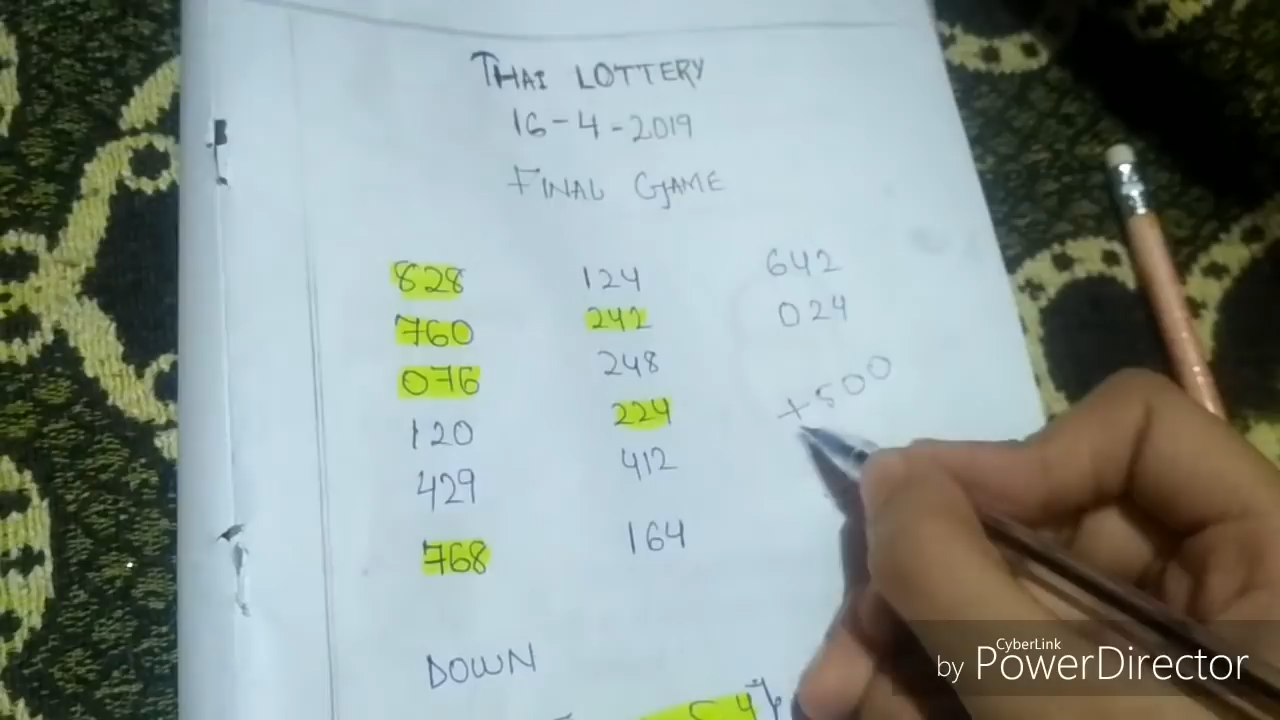 THAI LOTTERY
16-4-2019
FINAL GAME
828 124 642
760 242 024
076 248
120 224 +500
429 412
768 164
DOWN
54%
CyberLink
by PowerDirector